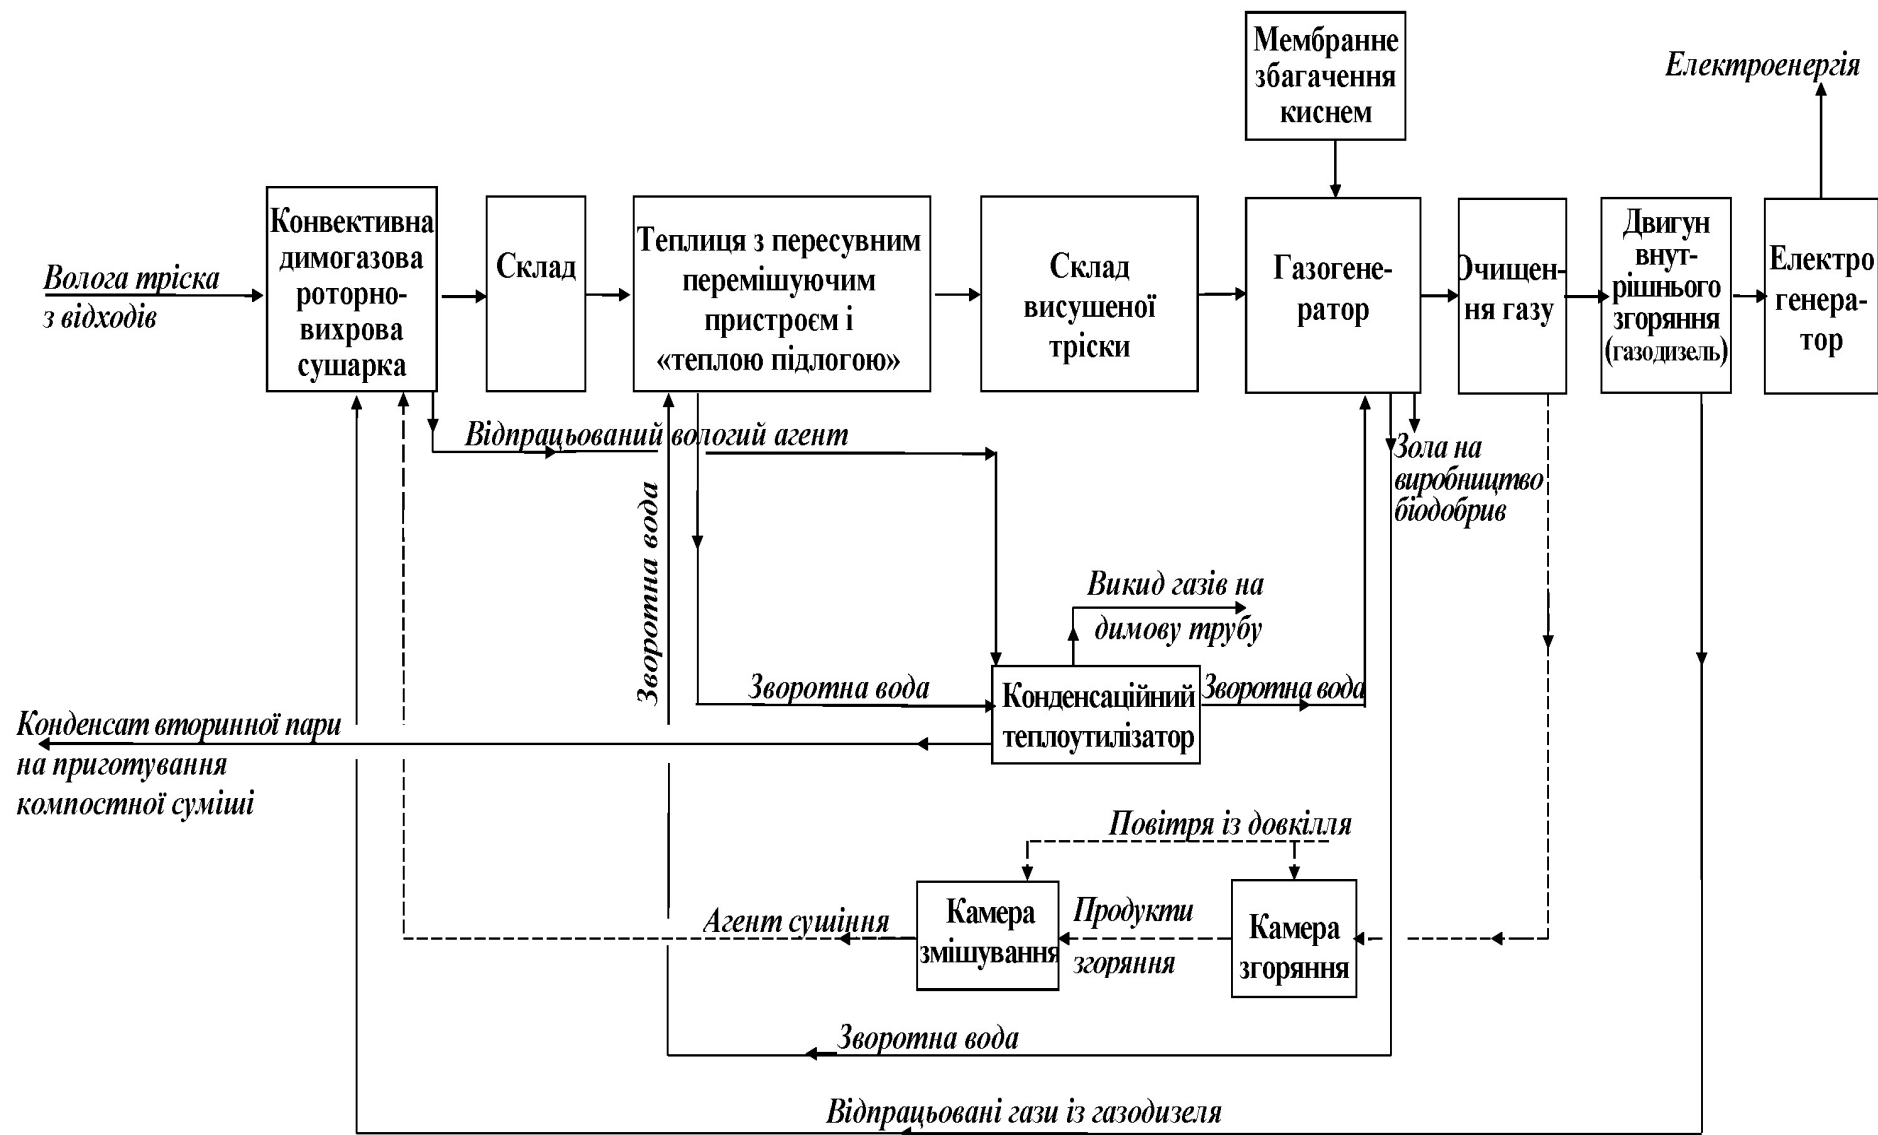 Мембранне
збагачення
киснем
Електроенергія
Волога тріска
з відходів
Конвективна
димогазова
роторно-
вихрова
сушарка
Склад
Теплиця з пересувним
перемішуючим
пристроєм і
«теплою підлогою»
Склад
висушеної
тріски
Газогене-
ратор
Очищен-
ня газу
Двигун
внут-
рішнього
згоряння
(газодизель)
Електро
генера-
тор
Відпрацьований вологий агент
Зола на
виробництво
біодобрив
Зворотна вода
Викид газів на
димову трубу
Зворотна вода
Конденсаційний
теплоутилізатор
Зворотна вода
Конденсат вторинної пари
на приготування
компостної суміші
Повітря із довкілля
Агент сушіння
Камера
змішування
Продукти
згоряння
Камера
згоряння
Зворотна вода
Відпрацьовані гази із газодизеля